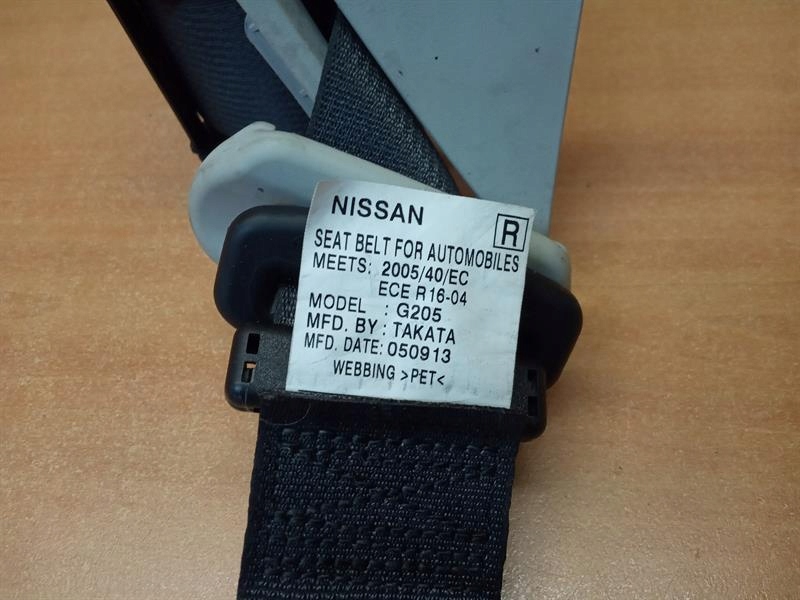 NISSAN R
SEAT BELT FOR AUTOMOBILES
MEETS: 2005/40/EC
ECE R16-04
MODEL : G205
MFD. BY : TAKATA
MFD. DATE: 050913
WEBBING >PET<